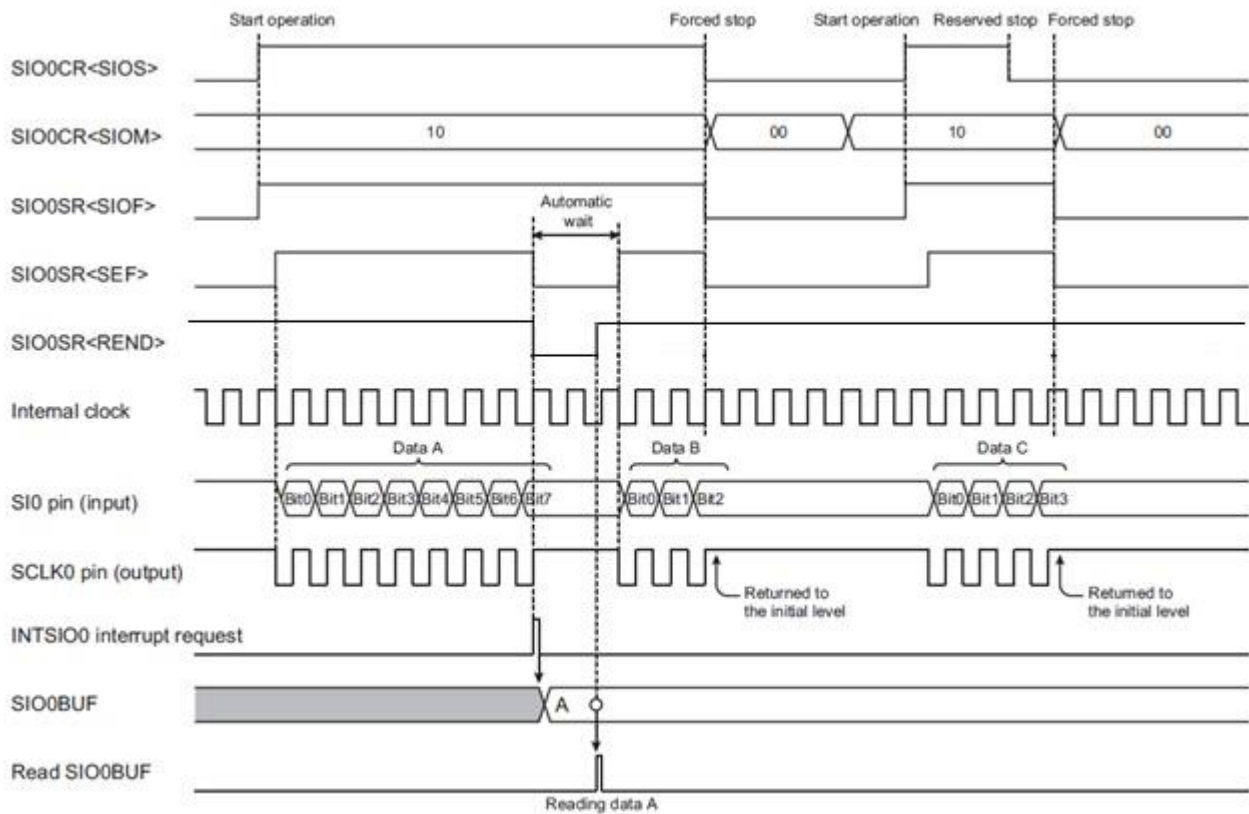 Start operation Forced stop Start operation Reserved stop Forced stop
SIO0CR<SIOS>
SIO0CR<SIOM> 10 00 10 00
SIO0SR<SIOF>
Automatic
wait
SIO0SR<SEF>
SIO0SR<REND>
Internal clock
Data A Data B Data C
SI0 pin (input) Bit0 Bit1 Bit2 Bit3 Bit4 Bit5 Bit6 Bit7 Bit0 Bit1 Bit2 Bit0 Bit1 Bit2 Bit3
SCLK0 pin (output)
Returned to
the initial level
Returned to
the initial level
INTSIO0 interrupt request
SIO0BUF A
Read SIO0BUF
Reading data A